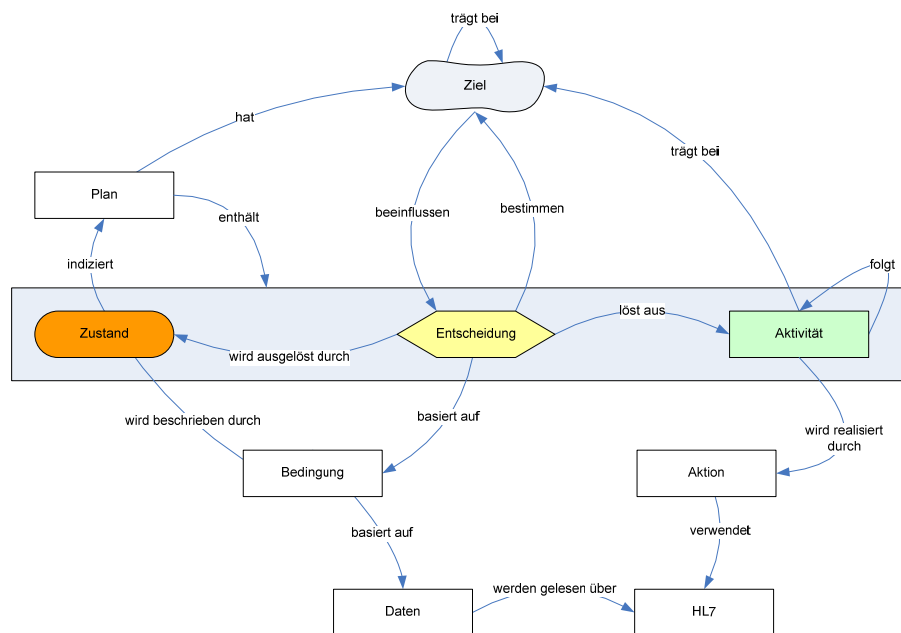 trägt bei
Ziel
hat
trägt bei
Plan
enthält
beeinflussen
bestimmen
indiziert
folgt
Zustand
Entscheidung
löst aus
Aktivität
wird ausgelöst durch
wird beschrieben durch
basiert auf
wird realisiert
durch
Bedingung
Aktion
basiert auf
verwendet
werden gelesen über
Daten
HL7